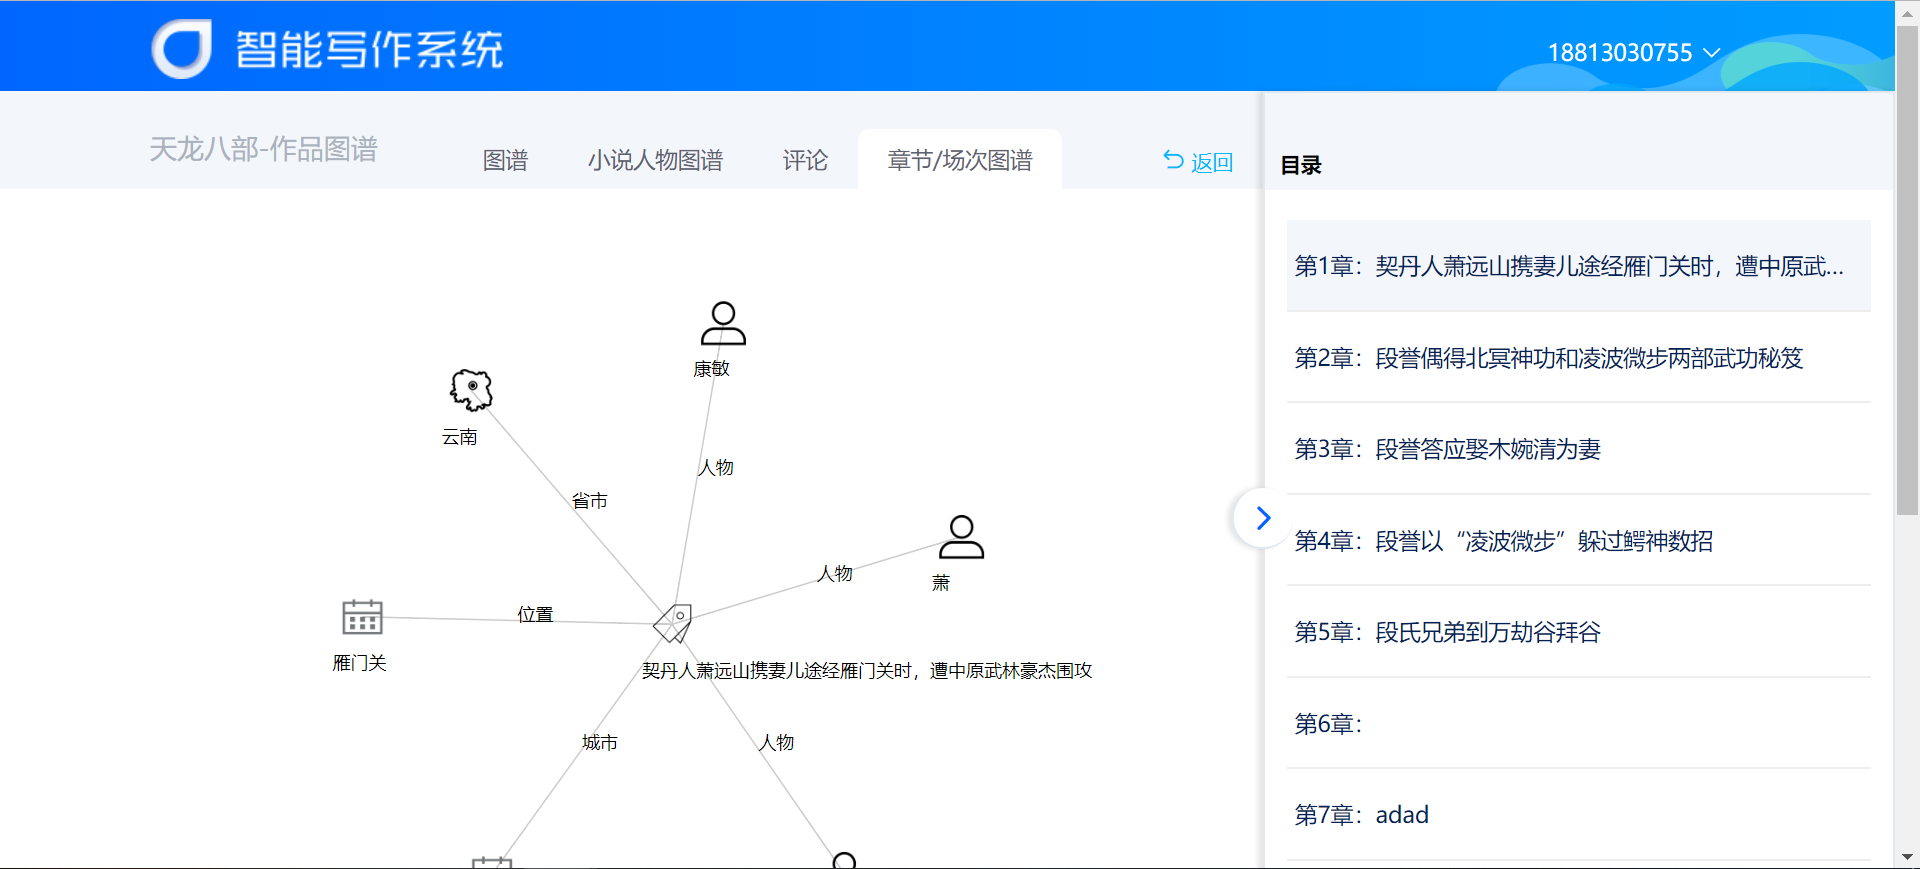 智能写作系统
18813030755
天龙八部-作品图谱
图谱
小说人物图谱
评论
章节/场次图谱
返回
目录
康敏
云南
人物
省市
萧
人物
位置
雁门关
契丹人萧远山携妻儿途经雁门关时，遭中原武林豪杰围攻
城市
人物
第1章：契丹人萧远山携妻儿途经雁门关时，遭中原武...
第2章：段誉偶得北冥神功和凌波微步两部武功秘笈
第3章：段誉答应娶木婉清为妻
第4章：段誉以“凌波微步”躲过鳄神数招
第5章：段氏兄弟到万劫谷拜谷
第6章：
第7章：adad